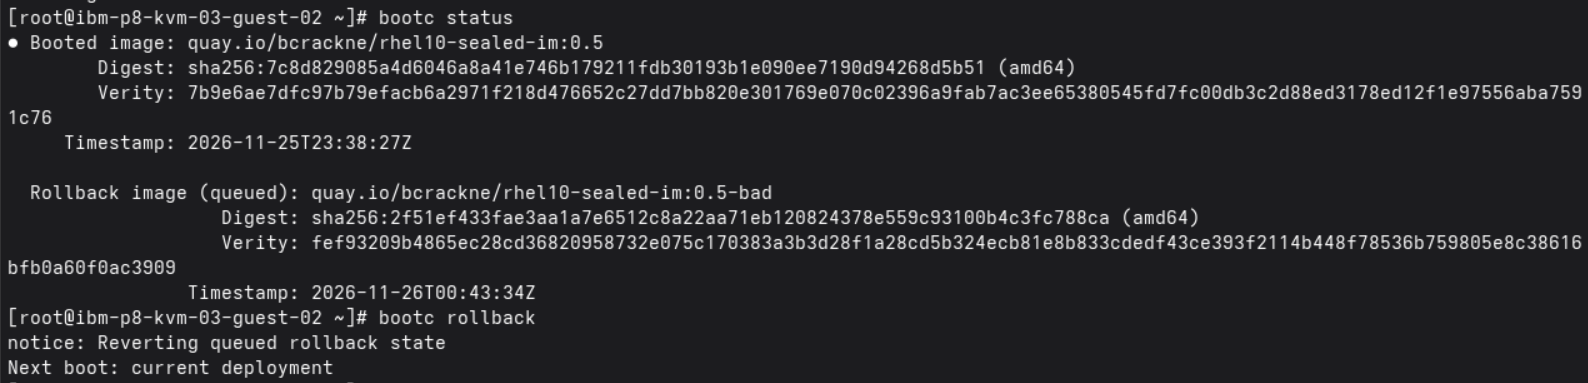 [root@ibm-p8-kvm-03-guest-02 ~]# bootc status
● Booted image: quay.io/bcrackne/rhel10-sealed-im:0.5
Digest: sha256:7c8d829085a4d6046a8a41e746b179211fdb30193b1e090ee7190d94268d5b51 (amd64)
Verity: 7b9e6ae7dfc97b79efacb6a2971f218d476652c27dd7bb820e301769e070c02396a9fab7ac3ee65380545fd7fc00db3c2d88ed3178ed12f1e97556aba759
1c76
Timestamp: 2026-11-25T23:38:27Z
Rollback image (queued): quay.io/bcrackne/rhel10-sealed-im:0.5-bad
Digest: sha256:2f51ef433fae3aa1a7e6512c8a22aa71eb120824378e559c93100b4c3fc788ca (amd64)
Verity: fef93209b4865ec28cd36820958732e075c170383a3b3d28f1a28cd5b324ecb81e8b833cdedf43ce393f2114b448f78536b759805e8c38616
bfb0a60f0ac3909
Timestamp: 2026-11-26T00:43:34Z
[root@ibm-p8-kvm-03-guest-02 ~]# bootc rollback
notice: Reverting queued rollback state
Next boot: current deployment